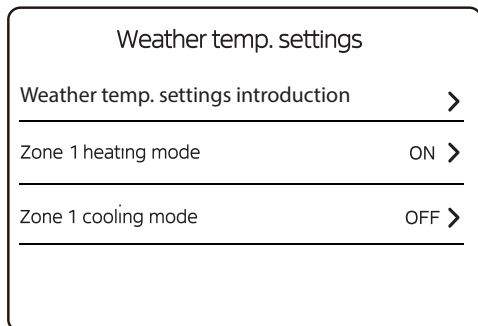 Weather temp. settings
Weather temp. settings introduction
Zone 1 heating mode ON
Zone 1 cooling mode OFF